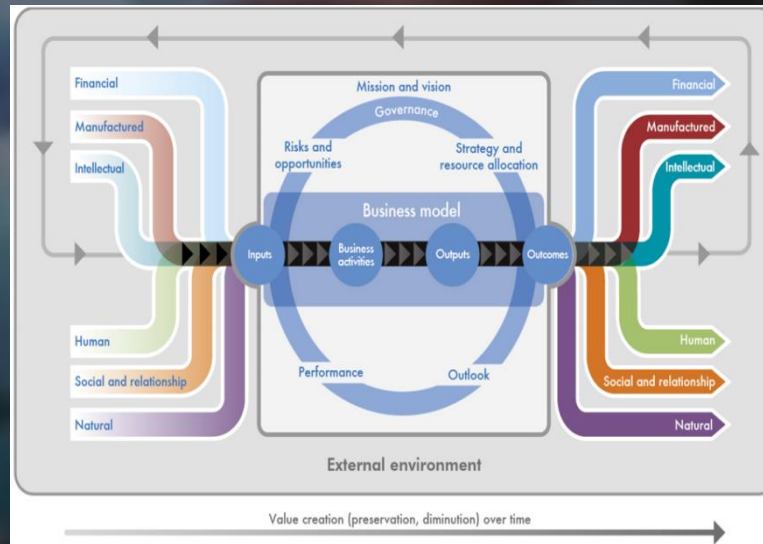 Financial
Manufactured
Intellectual
Human
Social and relationship
Natural
Mission and vision
Governance
Risks and
opportunities
Strategy and
resource allocation
Business model
Inputs
Business
activities
Outputs
Outcomes
Performance
Outlook
Financial
Manufactured
Intellectual
Human
Social and relationship
Natural
External environment
Value creation (preservation, diminution) over time